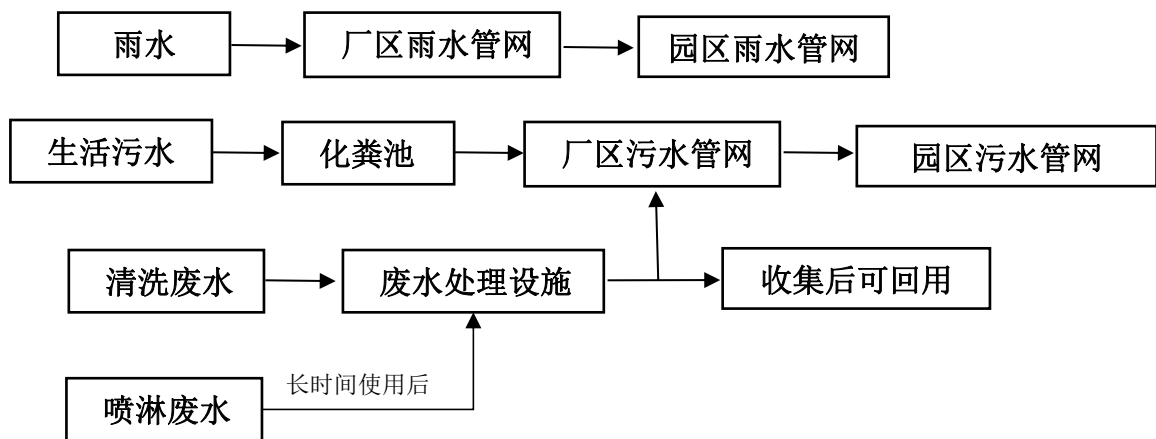 雨水
厂区雨水管网
园区雨水管网
生活污水
化粪池
厂区污水管网
园区污水管网
清洗废水
废水处理设施
收集后可回用
长时间使用后
喷淋废水